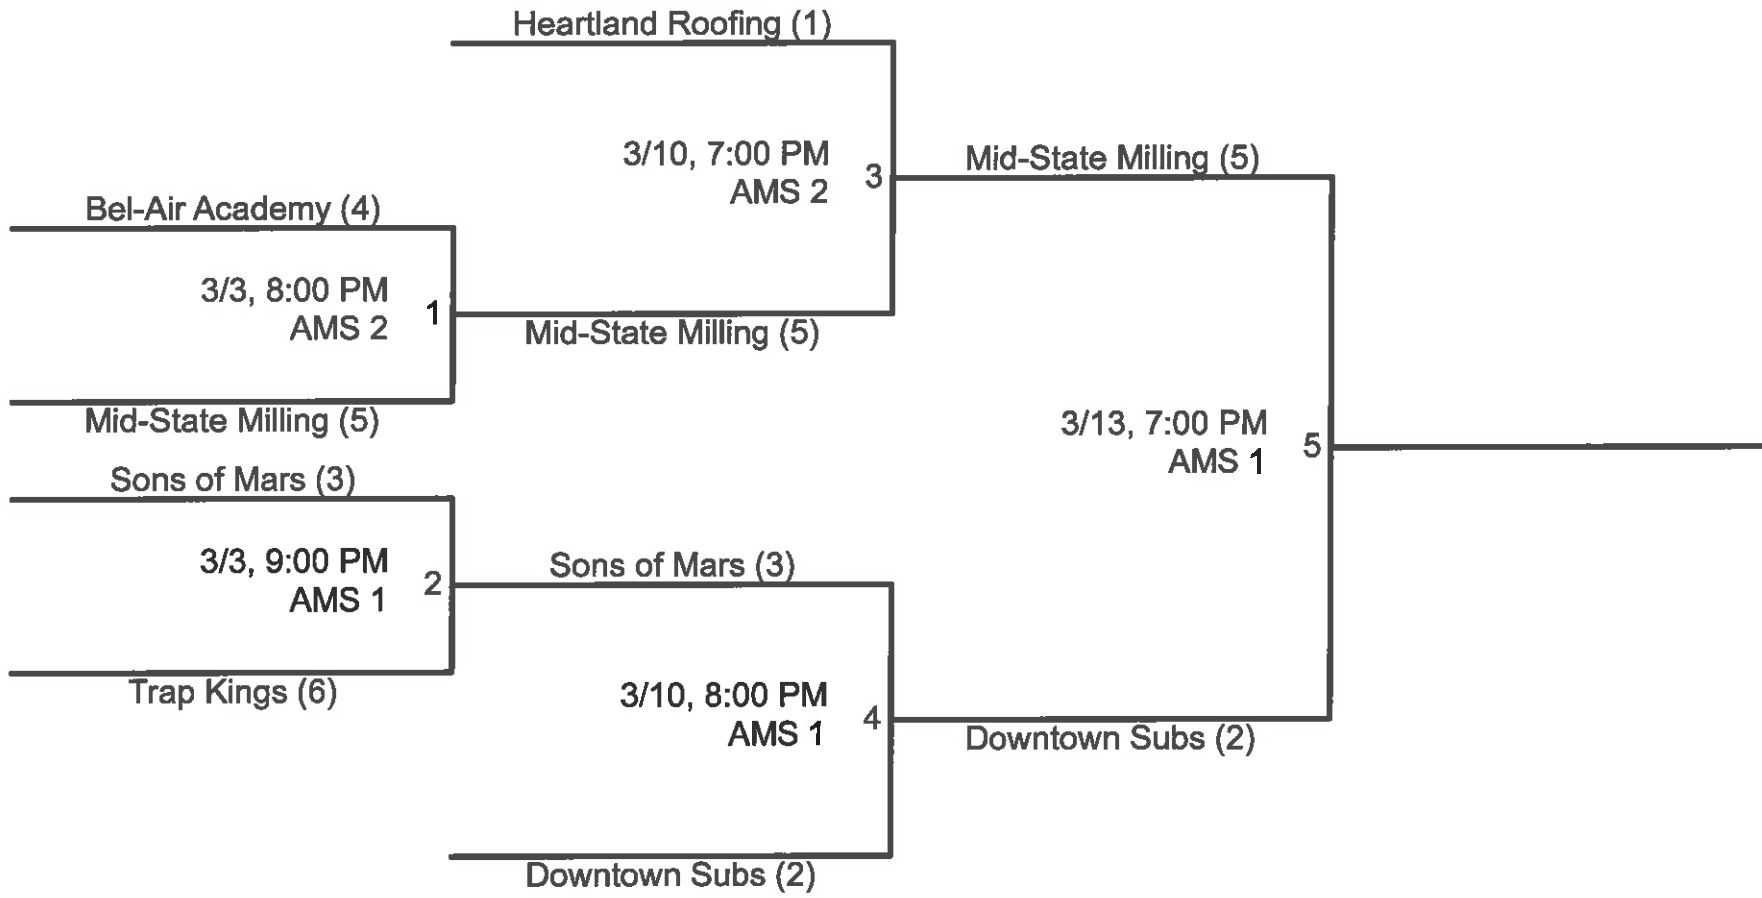 Heartland Roofing (1)
3/10, 7:00 PM
AMS 2
3
Mid-State Milling (5)
Bel-Air Academy (4)
3/3, 8:00 PM
AMS 2
1
Mid-State Milling (5)
Mid-State Milling (5)
3/13, 7:00 PM
AMS 1
5
Sons of Mars (3)
3/3, 9:00 PM
AMS 1
2
Sons of Mars (3)
Trap Kings (6)
3/10, 8:00 PM
AMS 1
4
Downtown Subs (2)
Downtown Subs (2)